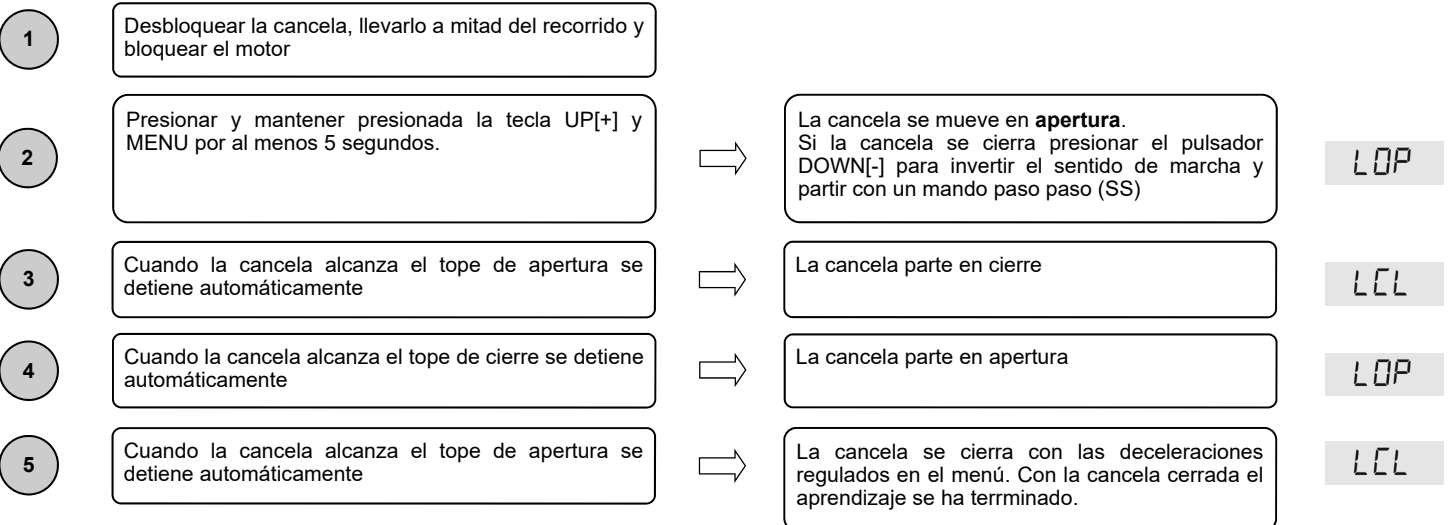 1
Desbloquear la cancela, llevarlo a mitad del recorrido y
bloquear el motor
2
Presionar y mantener presionada la tecla UP[+] y
MENU por al menos 5 segundos.
La cancela se mueve en apertura.
Si la cancela se cierra presionar el pulsador
DOWN[-] para invertir el sentido de marcha y
partir con un mando paso paso (SS)
LOP
3
Cuando la cancela alcanza el tope de apertura se
detiene automáticamente
La cancela parte en cierre
LCL
4
Cuando la cancela alcanza el tope de cierre se detiene
automáticamente
La cancela parte en apertura
LOP
5
Cuando la cancela alcanza el tope de apertura se
detiene automáticamente
La cancela se cierra con las deceleraciones
regulados en el menú. Con la cancela cerrada el
aprendizaje se ha terrminado.
LCL